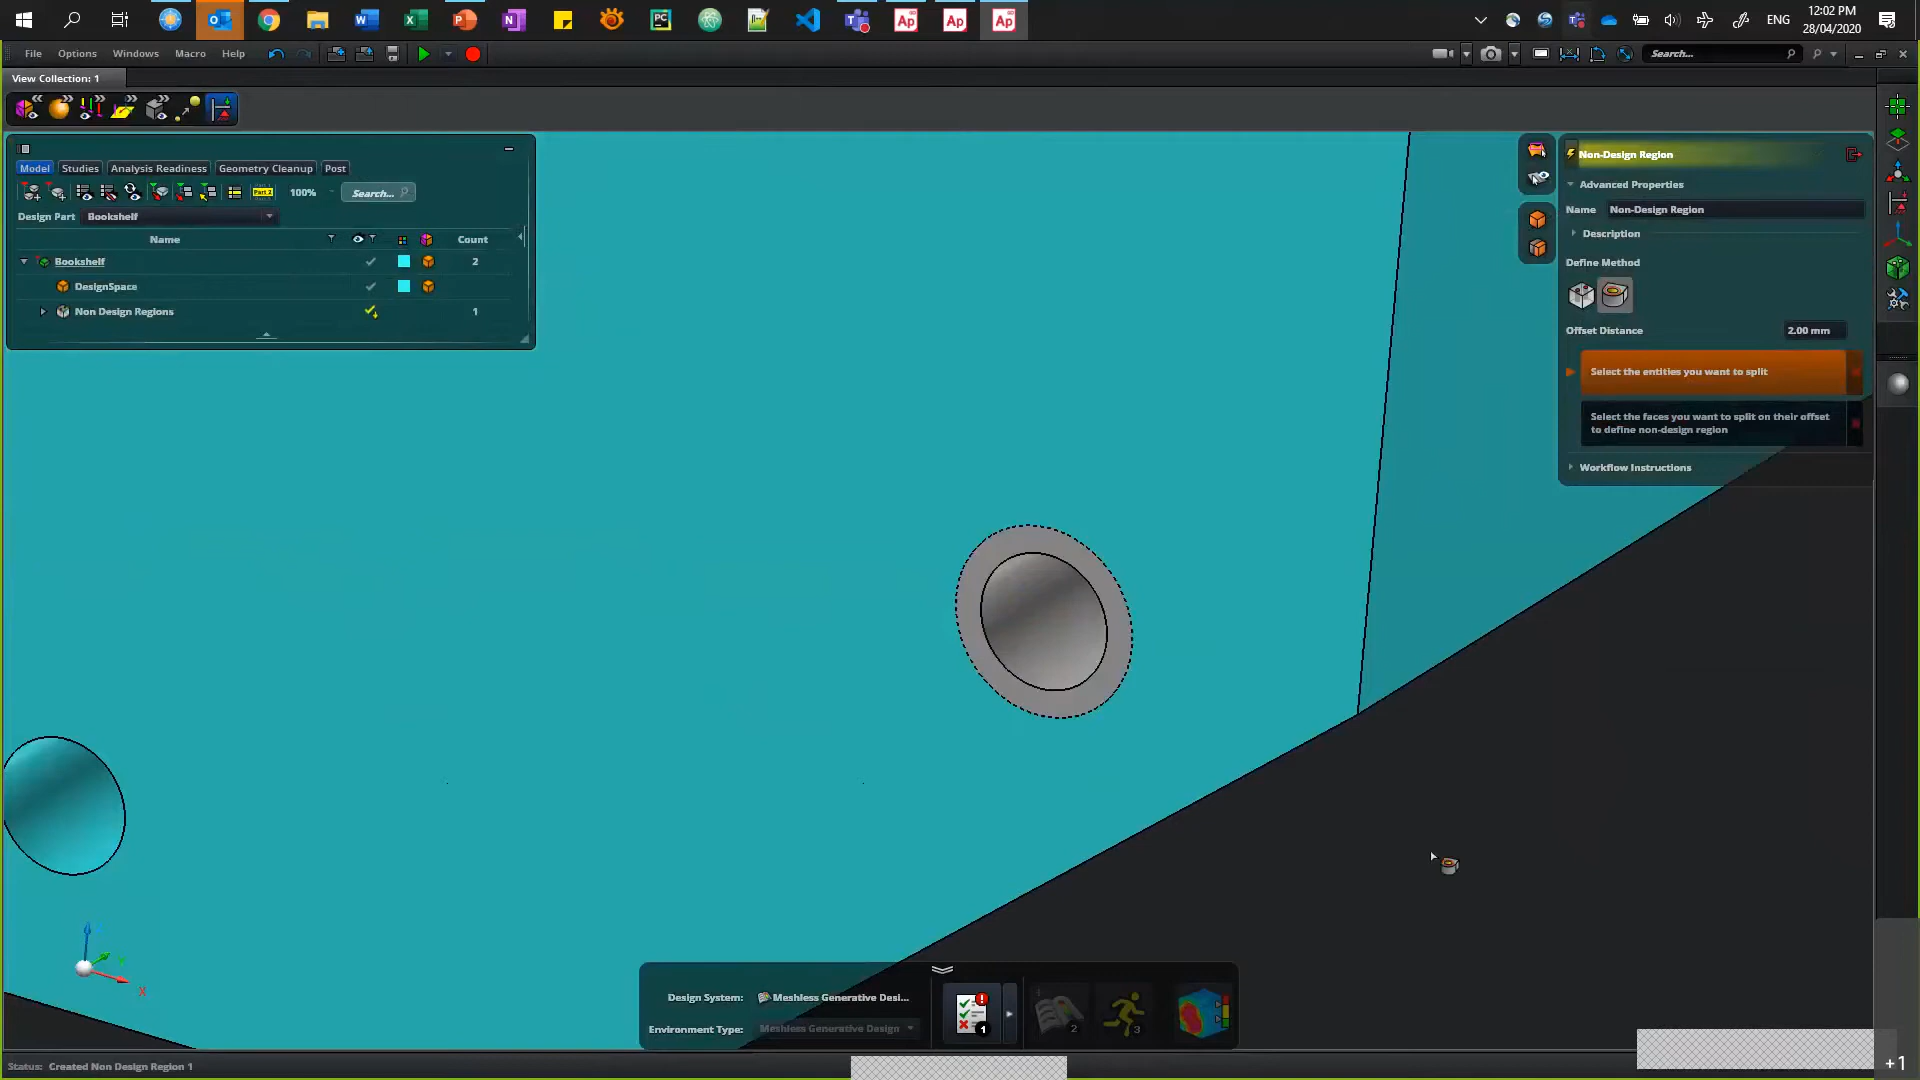 ENG
12:02 PM
28/04/2020
File Options Windows Macro Help
Search...
View Collection: 1
Model Studies Analysis Readiness Geometry Cleanup Post
100% Search...
Design Part Bookshelf
Name Count
Bookshelf 2
DesignSpace
Non Design Regions 1
Non-Design Region
Advanced Properties
Name Non-Design Region
Description
Define Method
Offset Distance 2.00 mm
Select the entities you want to split
Select the faces you want to split on their offset
to define non-design region
Workflow Instructions
X
Design System: Meshless Generative Desi...
Environment Type: Meshless Generative Design
1 2 3
Status: Created Non Design Region 1
+1